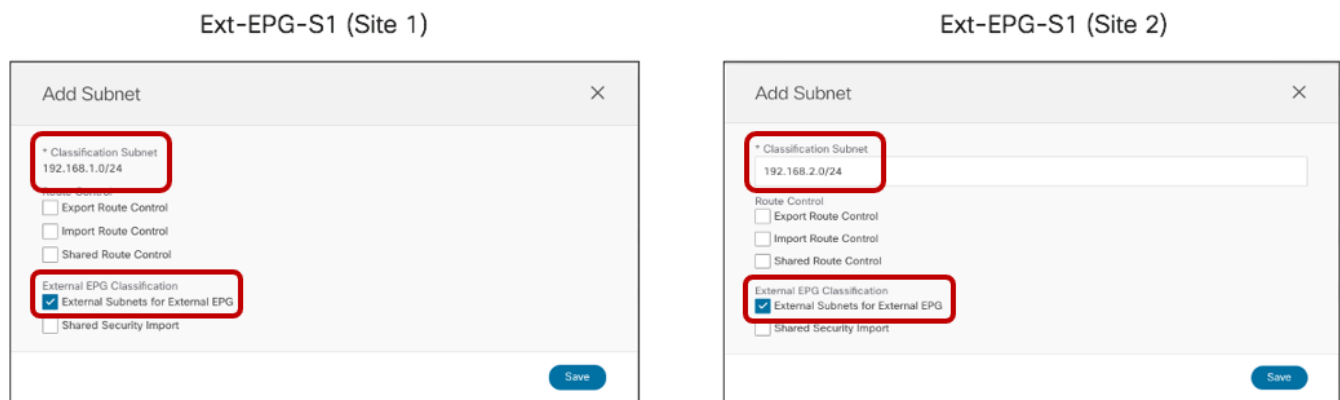 Ext-EPG-S1 (Site 1)
Add Subnet
* Classification Subnet
192.168.1.0/24
Route Control
Export Route Control
Import Route Control
Shared Route Control
External EPG Classification
External Subnets for External EPG
Shared Security Import
Save
Ext-EPG-S1 (Site 2)
Add Subnet
* Classification Subnet
192.168.2.0/24
Route Control
Export Route Control
Import Route Control
Shared Route Control
External EPG Classification
External Subnets for External EPG
Shared Security Import
Save